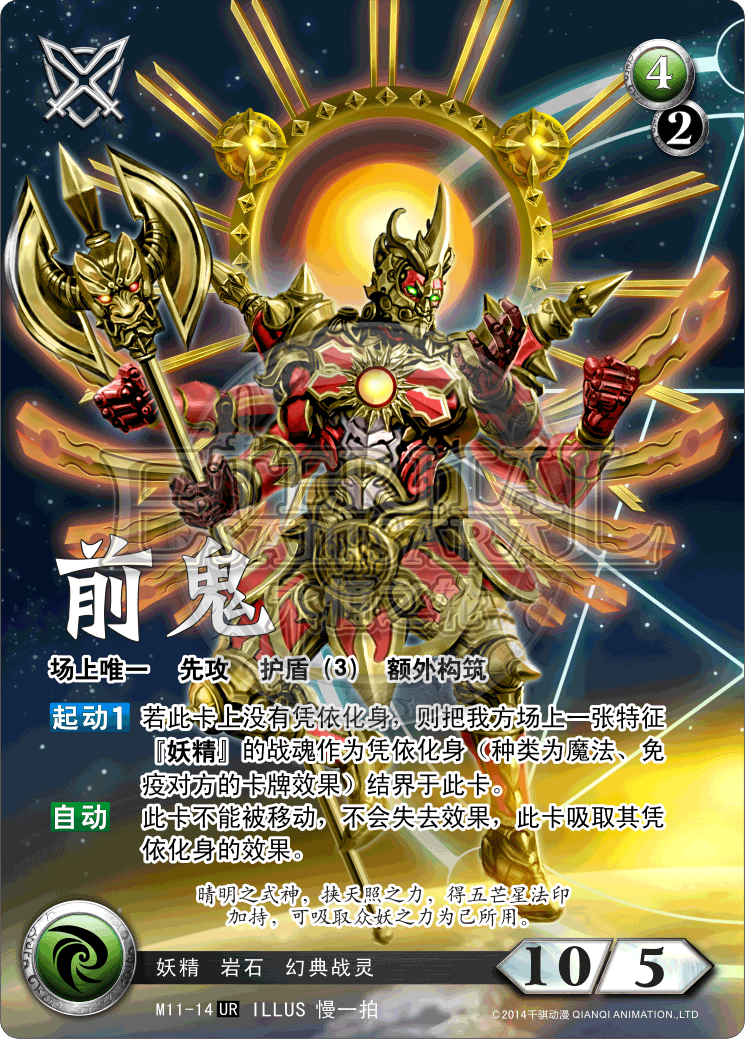 4
2
前鬼
场上唯一 先攻 护盾（3） 额外构筑
起动1 若此卡上没有凭依化身，则把我方场上一张特征
『妖精』的战魂作为凭依化身（种类为魔法、免
疫对方的卡牌效果）结界于此卡。
自动 此卡不能被移动，不会失去效果，此卡吸取其凭
依化身的效果。
晴明之式神，挟天照之力，得五芒星法印
加持，可吸取众妖之力为已所用。
妖精 岩石 幻典战灵
10/5
M11-14 UR ILLUS 慢一拍
©2014千骐动漫 QIANQI ANIMATION.,LTD